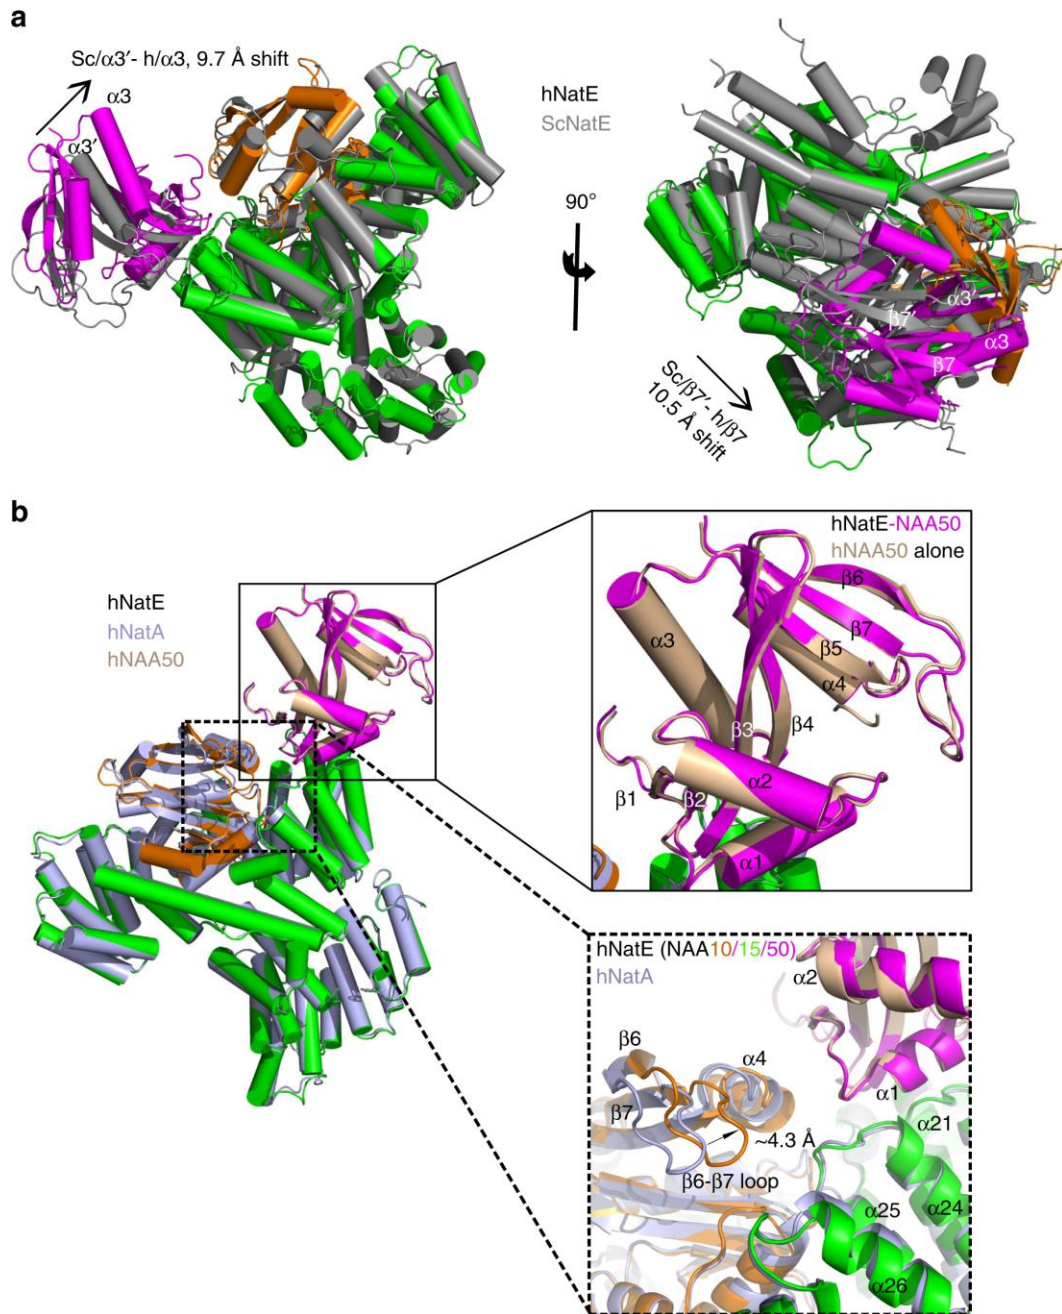 a
Sc/α3′- h/α3, 9.7 Å shift
α3
α3′
hNatE
ScNatE
90°
α3′
β7′
α3
β7
Sc/β7′- h/β7
10.5 Å shift
b
hNatE
hNatA
hNAA50
hNatE-NAA50
hNAA50 alone
β6
β7
α3
β5
α4
β3
β4
α2
β1
β2
α1
hNatE (NAA10/15/50)
hNatA
α2
β6
α4
β7
α1
~4.3 Å
α21
β6-β7 loop
α25
α24
α26